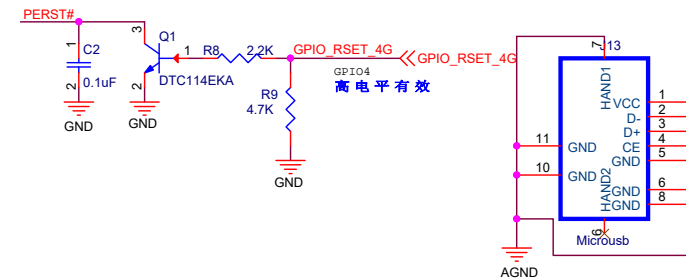 PERST#
3
Q1
1
C2
2
0.1uF
GND
1
2
DTC114EKA
GND
R8
2.2K
R9
4.7K
GND
GPIO_RSET_4G
GPIO4
高电平有效
GPIO_RSET_4G
J13
7
HAND1
VCC 1
D- 2
D+ 3
CE 4
GND 5
GND 6
GND 8
11 GND
10 GND
HAND2
9
Microusb
AGND